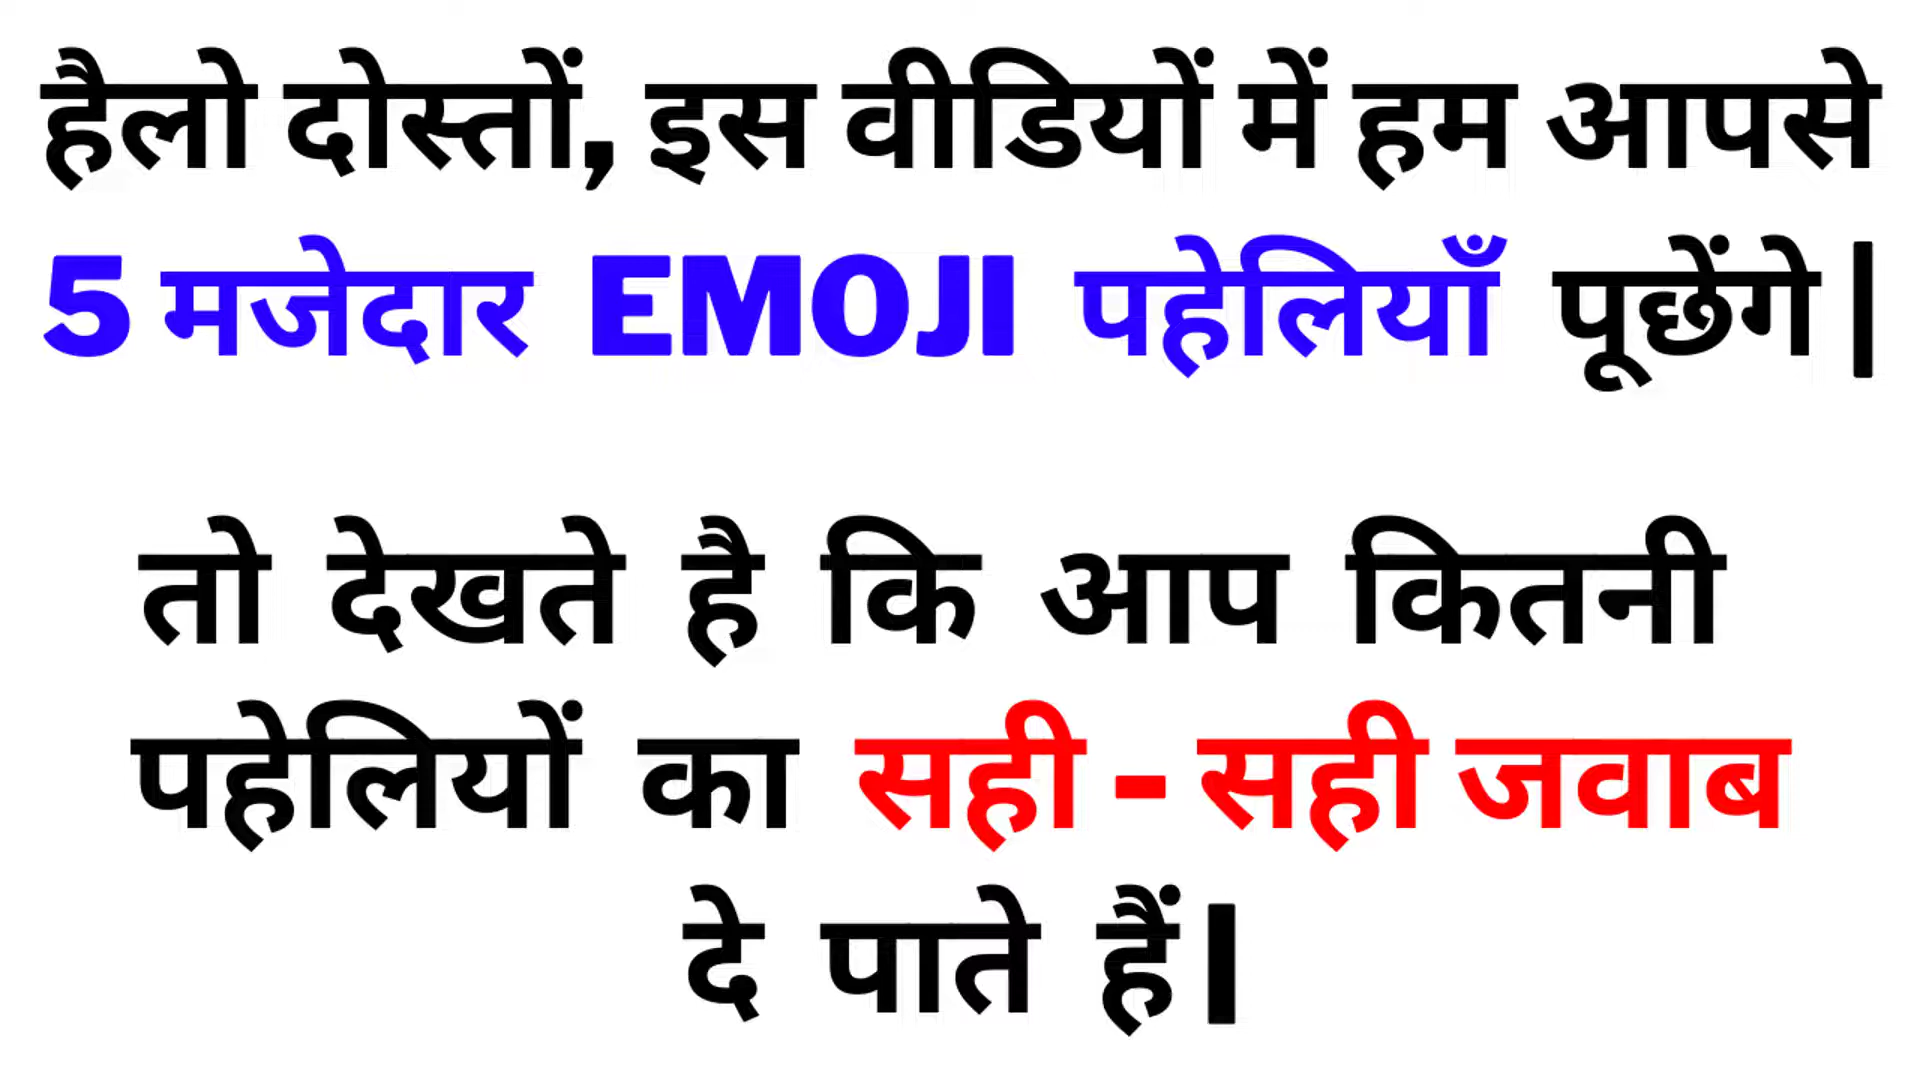 हैलो दोस्तों, इस वीडियों में हम आपसे
5 मजेदार EMOJI पहेलियाँ पूछेंगे |
तो देखते है कि आप कितनी
पहेलियों का सही - सही जवाब
दे पाते हैं |